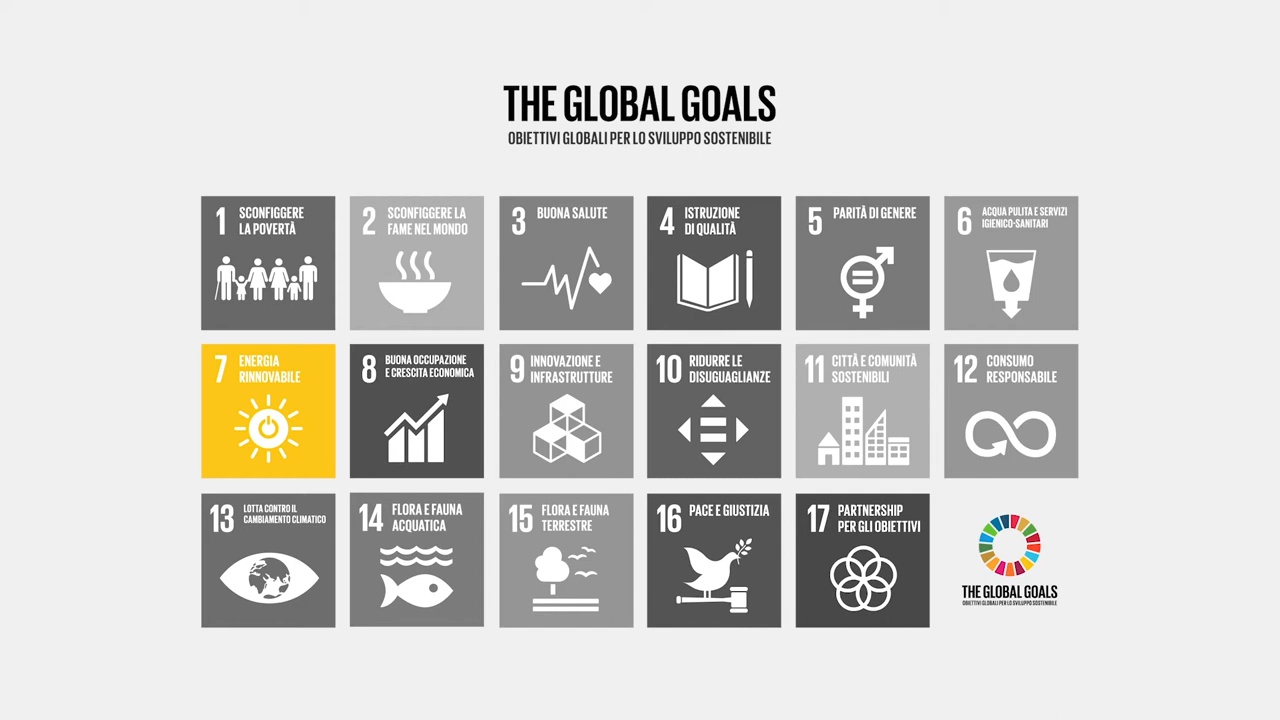 THE GLOBAL GOALS
OBIETTIVI GLOBALI PER LO SVILUPPO SOSTENIBILE
1 SCONFIGGERE
LA POVERTÀ
2 SCONFIGGERE LA
FAME NEL MONDO
3 BUONA SALUTE
4 ISTRUZIONE
DI QUALITÀ
5 PARITÀ DI GENERE
6 ACQUA PULITA E SERVIZI
IGIENICO-SANITARI
7 ENERGIA
RINNOVABILE
8 BUONA OCCUPAZIONE
E CRESCITA ECONOMICA
9 INNOVAZIONE E
INFRASTRUTTURE
10 RIDURRE LE
DISUGUAGLIANZE
11 CITTÀ E COMUNITÀ
SOSTENIBILI
12 CONSUMO
RESPONSABILE
13 LOTTA CONTRO IL
CAMBIAMENTO CLIMATICO
14 FLORA E FAUNA
ACQUATICA
15 FLORA E FAUNA
TERRESTRE
16 PACE E GIUSTIZIA
17 PARTNERSHIP
PER GLI OBIETTIVI
THE GLOBAL GOALS
OBIETTIVI GLOBALI PER LO SVILUPPO SOSTENIBILE